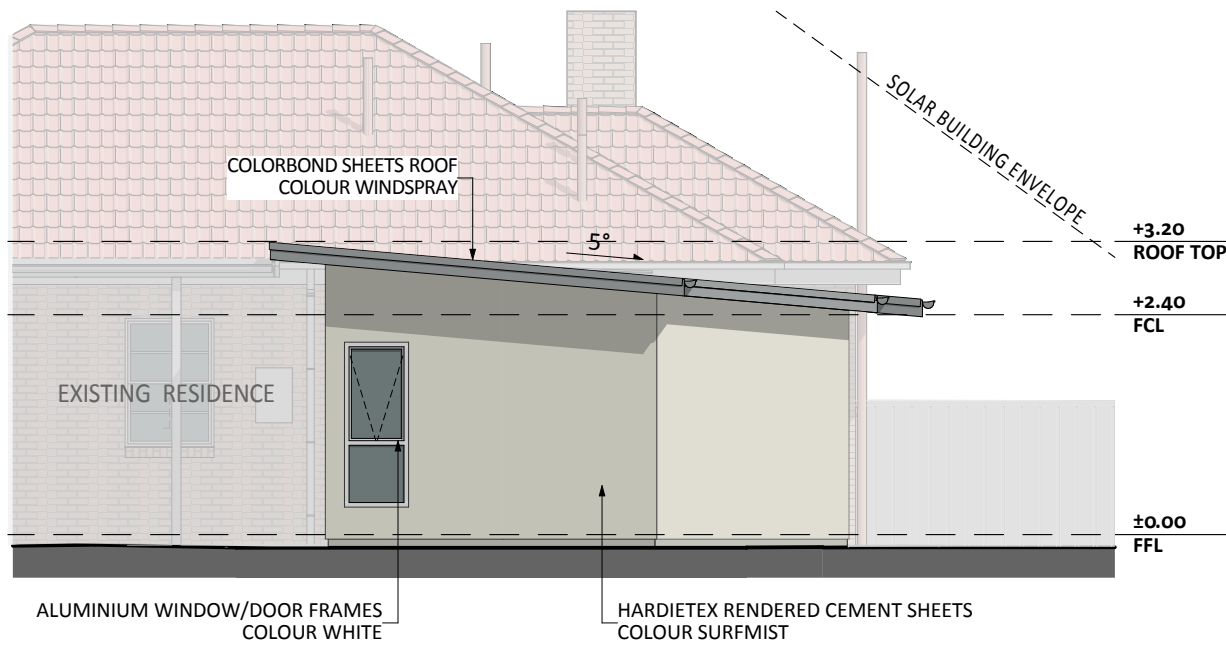 SOLAR BUILDING ENVELOPE
COLORBOND SHEETS ROOF
COLOUR WINDSPRAY
5°
+3.20
ROOF TOP
+2.40
FCL
EXISTING RESIDENCE
±0.00
FFL
ALUMINIUM WINDOW/DOOR FRAMES
COLOUR WHITE
HARDIETEX RENDERED CEMENT SHEETS
COLOUR SURFMIST